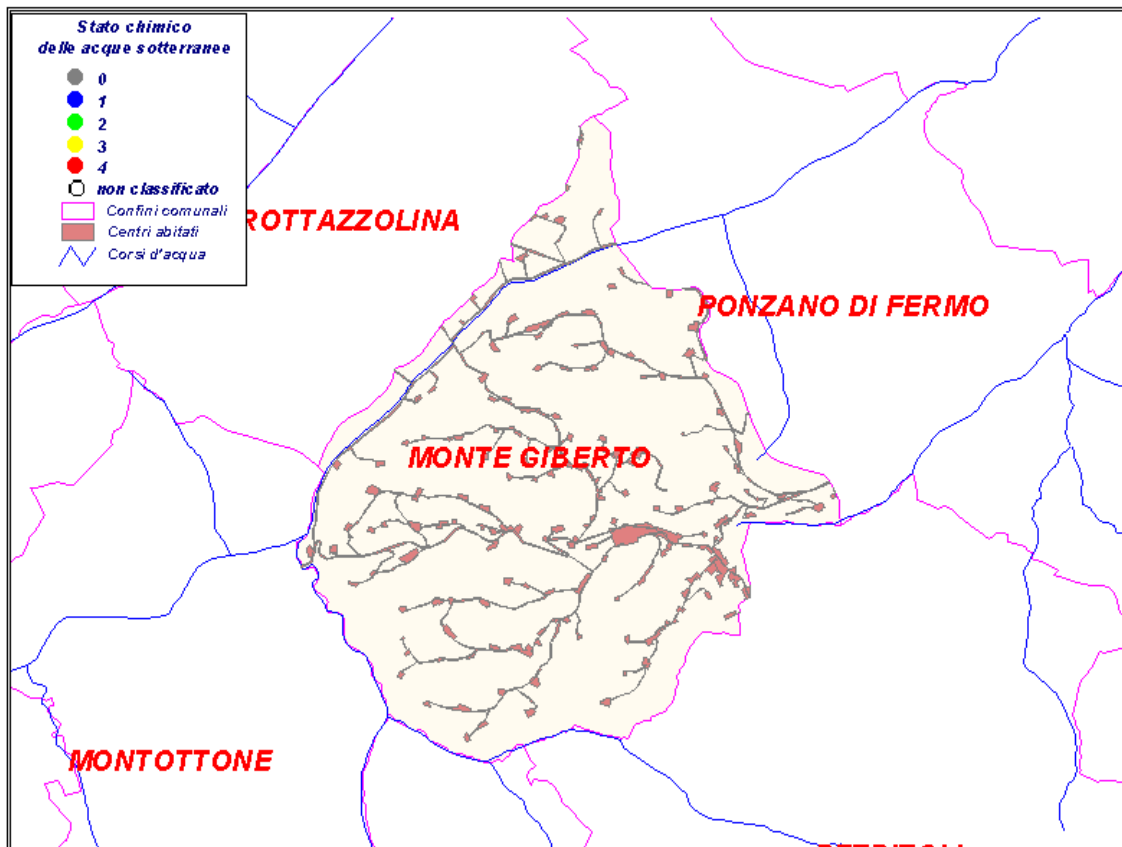 Stato chimico
delle acque sotterranee
0
1
2
3
4
non classificato
Confini comunali
Centri abitati
Corsi d'acqua
ROTTAZZOLINA
PONZANO DI FERMO
MONTE GIBERTO
MONTOTTONE